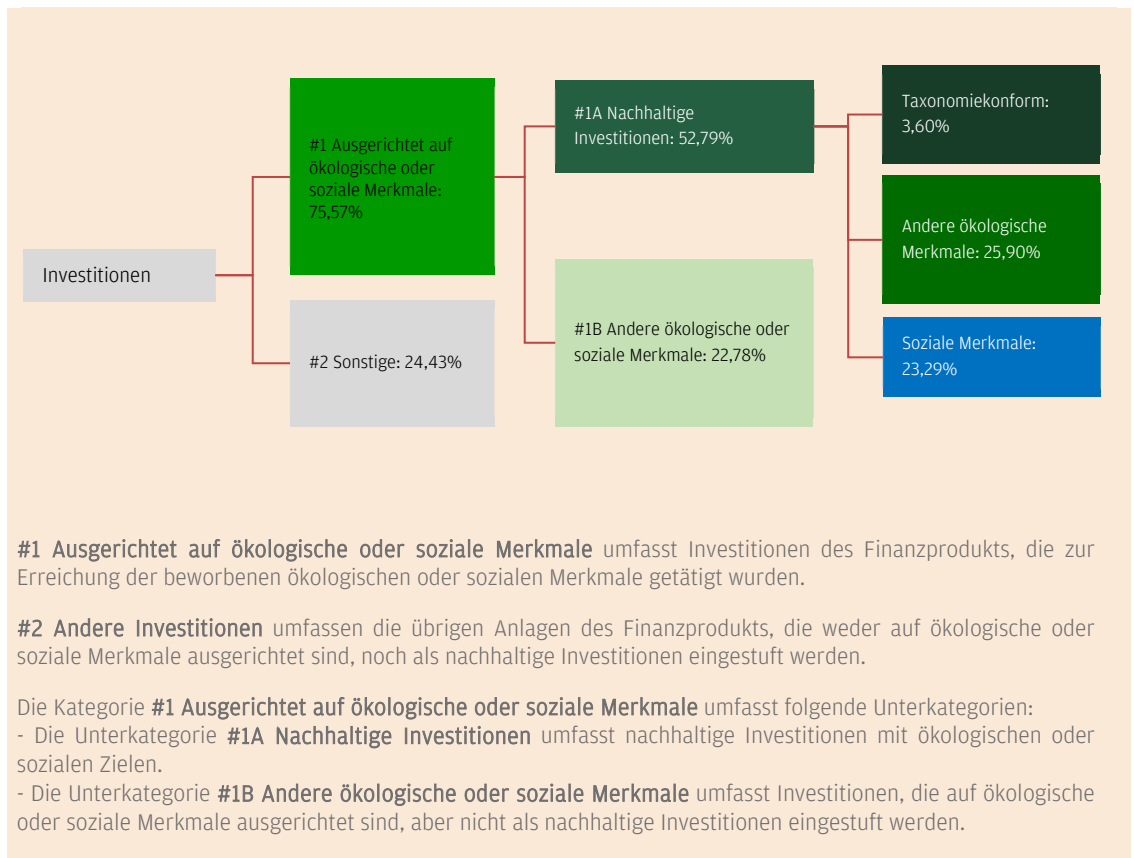 Investitionen
#1 Ausgerichtet auf
ökologische oder
soziale Merkmale:
75,57%
#2 Sonstige: 24,43%
#1A Nachhaltige
Investitionen: 52,79%
#1B Andere ökologische oder
soziale Merkmale: 22,78%
Taxonomiekonform:
3,60%
Andere ökologische
Merkmale: 25,90%
Soziale Merkmale:
23,29%
#1 Ausgerichtet auf ökologische oder soziale Merkmale umfasst Investitionen des Finanzprodukts, die zur
Erreichung der beworbenen ökologischen oder sozialen Merkmale getätigt wurden.
#2 Andere Investitionen umfassen die übrigen Anlagen des Finanzprodukts, die weder auf ökologische oder
soziale Merkmale ausgerichtet sind, noch als nachhaltige Investitionen eingestuft werden.
Die Kategorie #1 Ausgerichtet auf ökologische oder soziale Merkmale umfasst folgende Unterkategorien:
- Die Unterkategorie #1A Nachhaltige Investitionen umfasst nachhaltige Investitionen mit ökologischen oder
sozialen Zielen.
- Die Unterkategorie #1B Andere ökologische oder soziale Merkmale umfasst Investitionen, die auf ökologische
oder soziale Merkmale ausgerichtet sind, aber nicht als nachhaltige Investitionen eingestuft werden.